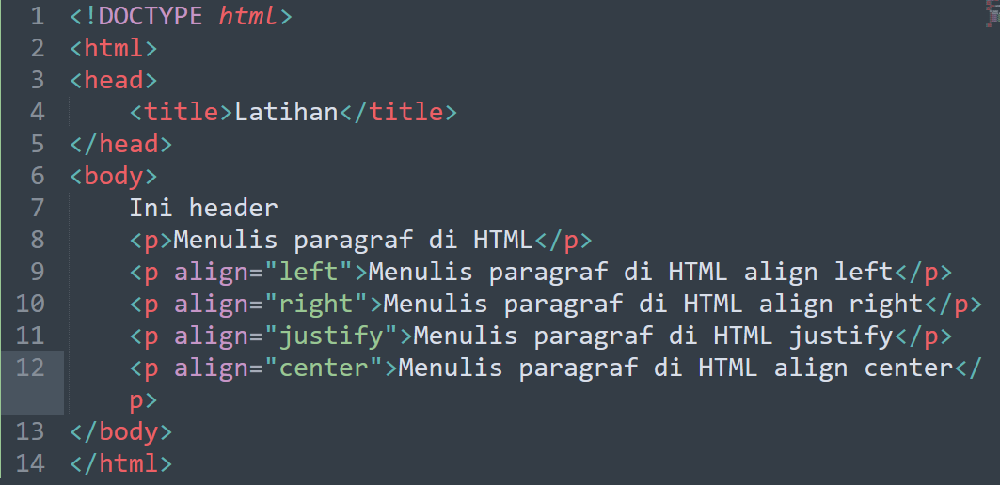 1 <!DOCTYPE html>
2 <html>
3 <head>
4     <title>Latihan</title>
5 </head>
6 <body>
7     Ini header
8     <p>Menulis paragraf di HTML</p>
9     <p align="left">Menulis paragraf di HTML align left</p>
10     <p align="right">Menulis paragraf di HTML align right</p>
11     <p align="justify">Menulis paragraf di HTML justify</p>
12     <p align="center">Menulis paragraf di HTML align center</
    p>
13 </body>
14 </html>